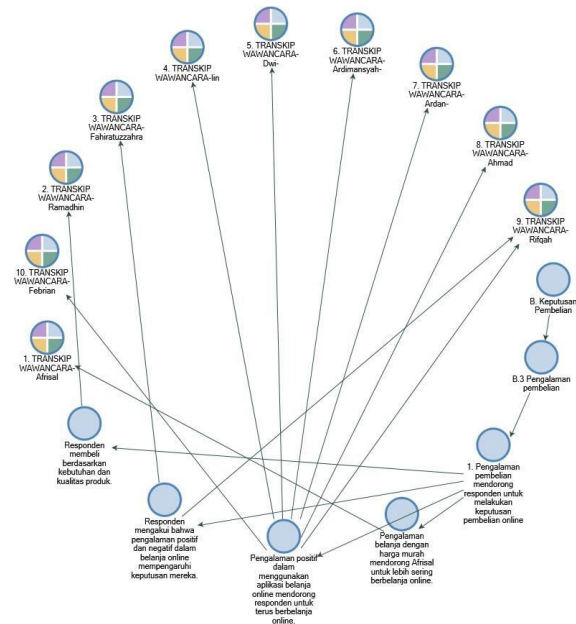 5. TRANSKIP
WAWANCARA-
Dwi-
6. TRANSKIP
WAWANCARA-
Ardimansyah-
4. TRANSKIP
WAWANCARA-Iin
7. TRANSKIP
WAWANCARA-
Ardan-
3. TRANSKIP
WAWANCARA-
Fahiratuzzahra
8. TRANSKIP
WAWANCARA-
Ahmad
2. TRANSKIP
WAWANCARA-
Ramadhin
9. TRANSKIP
WAWANCARA-
Rifqah
10. TRANSKIP
WAWANCARA-
Febrian
B. Keputusan
Pembelian
1. TRANSKIP
WAWANCARA-
Afrisal
B.3 Pengalaman
pembelian
Responden
membeli
berdasarkan
kebutuhan dan
kualitas produk.
1. Pengalaman
pembelian
mendorong
responden untuk
melakukan
keputusan
pembelian online
Responden
mengakui bahwa
pengalaman positif
dan negatif dalam
belanja online
mempengaruhi
keputusan mereka.
Pengalaman positif
dalam
menggunakan
aplikasi belanja
online mendorong
responden untuk
terus berbelanja
online.
Pengalaman
belanja dengan
harga murah
mendorong Afrisal
untuk lebih sering
berbelanja online.